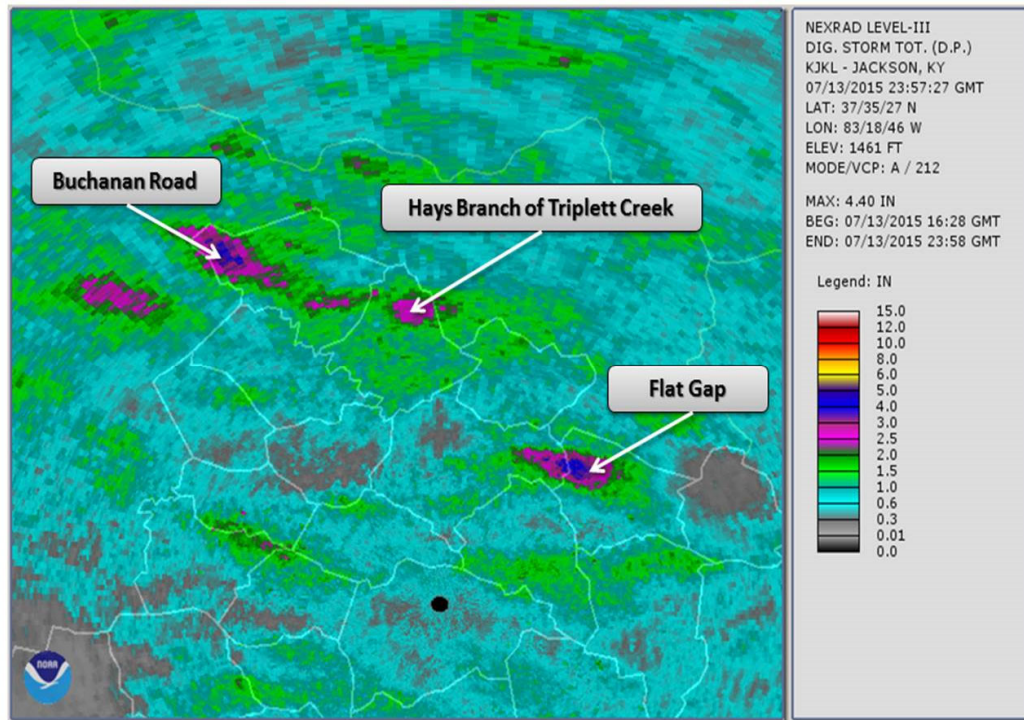 Buchanan Road
Hays Branch of Triplett Creek
Flat Gap
NOAA
NEXRAD LEVEL-III
DIG. STORM TOT. (D.P.)
KJKL - JACKSON, KY
07/13/2015 23:57:27 GMT
LAT: 37/35/27 N
LON: 83/18/46 W
ELEV: 1461 FT
MODE/VCP: A / 212
MAX: 4.40 IN
BEG: 07/13/2015 16:28 GMT
END: 07/13/2015 23:58 GMT
Legend: IN
15.0
12.0
10.0
8.0
6.0
5.0
4.0
3.0
2.5
2.0
1.5
1.0
0.6
0.3
0.01
0.0